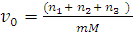 v₀ = (n₁ + n₂ + n₃ ) / mM